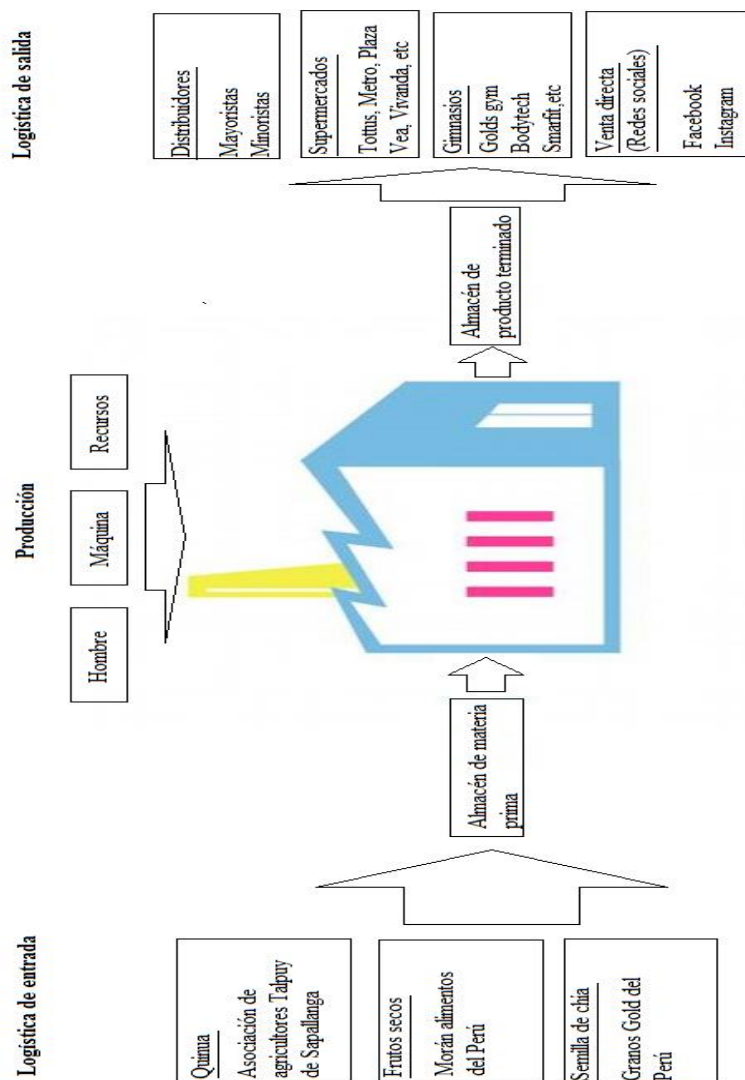 Logística de entrada
Producción
Logística de salida
Quinua
Asociación de
agricultores Talpuy
de Sapallanga
Frutos secos
Morán alimentos
del Perú
Semilla de chía
Granos Gold del
Perú
Almacén de materia
prima
Hombre
Máquina
Recursos
Almacén de
producto terminado
Distribuidores
Mayoristas
Minoristas
Supermercados
Tottus, Metro, Plaza
Vea, Vivanda, etc
Gimnasios
Golds gym
Bodytech
Smarfit,etc
Venta directa
(Redes sociales)
Facebook
Instagram